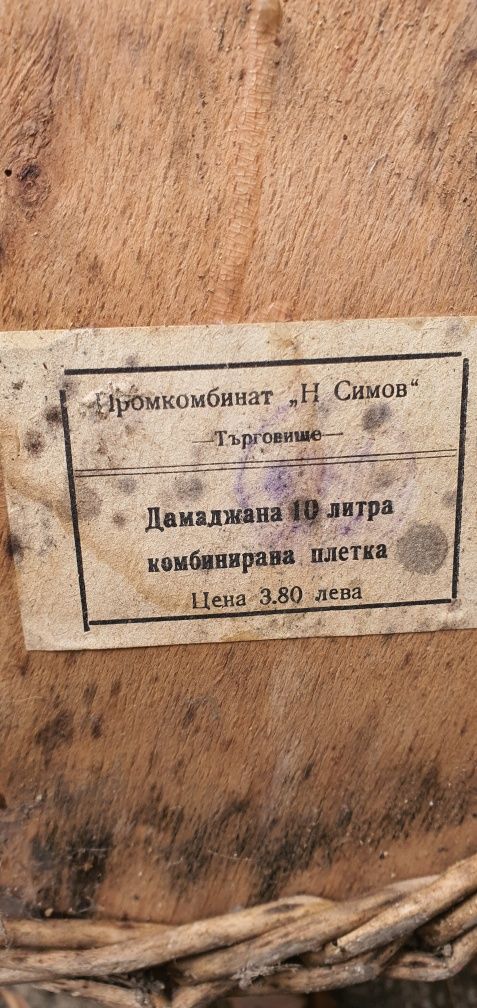 Промкомбинат „Н Симов“
—Търговище—
Дамаджана 10 литра
комбинирана плетка
Цена 3.80 лева